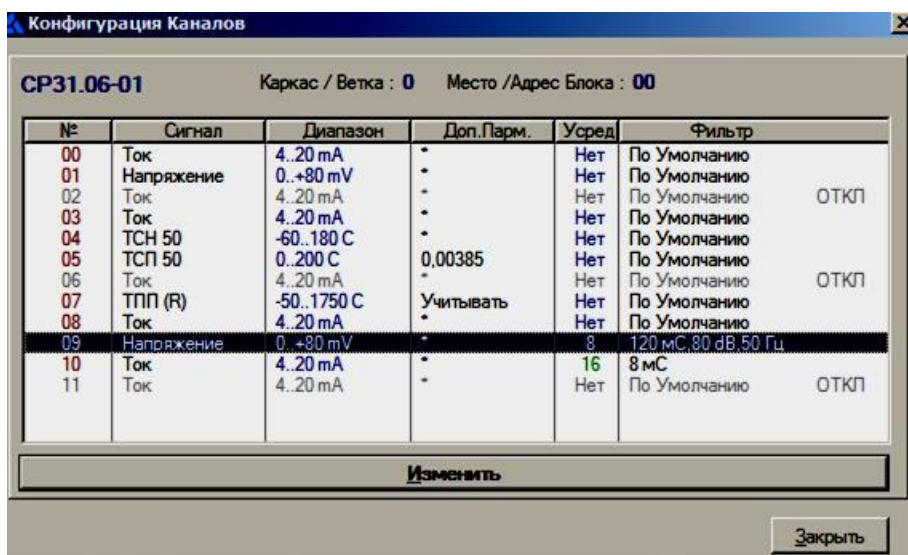 Конфигурация Каналов
СР31.06-01 Каркас / Ветка : 0 Место /Адрес Блока : 00
№ Сигнал Диапазон Доп.Парм. Усред Фильтр
00 Ток 4..20 mA * Нет По Умолчанию
01 Напряжение 0..+80 mV * Нет По Умолчанию
02 Ток 4..20 mA * Нет По Умолчанию ОТКЛ
03 Ток 4..20 mA * Нет По Умолчанию
04 ТСН 50 -60..180 C * Нет По Умолчанию
05 ТСП 50 0..200 C 0,00385 Нет По Умолчанию
06 Ток 4..20 mA * Нет По Умолчанию ОТКЛ
07 ТПП (R) -50..1750 C Учитывать Нет По Умолчанию
08 Ток 4..20 mA * Нет По Умолчанию
09 Напряжение 0..+80 mV * 8 120 мС,80 dB,50 Гц
10 Ток 4..20 mA * 16 8 мС
11 Ток 4..20 mA * Нет По Умолчанию ОТКЛ
Изменить
Закрыть